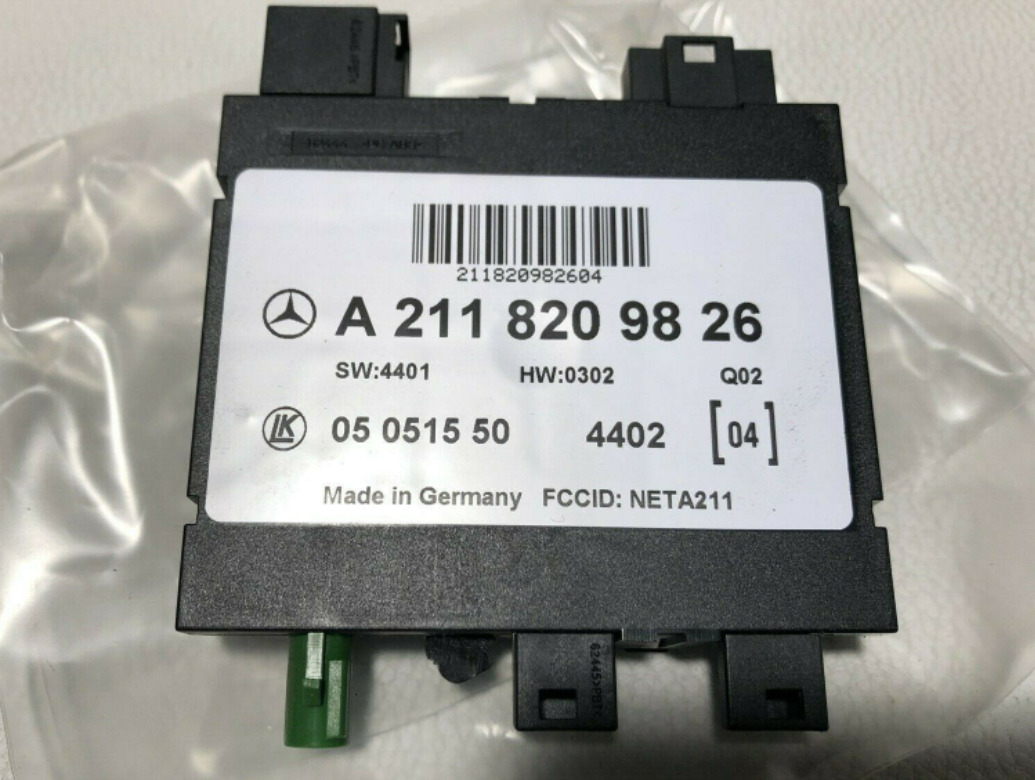 211820982604
A 211 820 98 26
SW:4401 HW:0302 Q02
LK 05 0515 50 4402 [04]
Made in Germany FCCID: NETA211